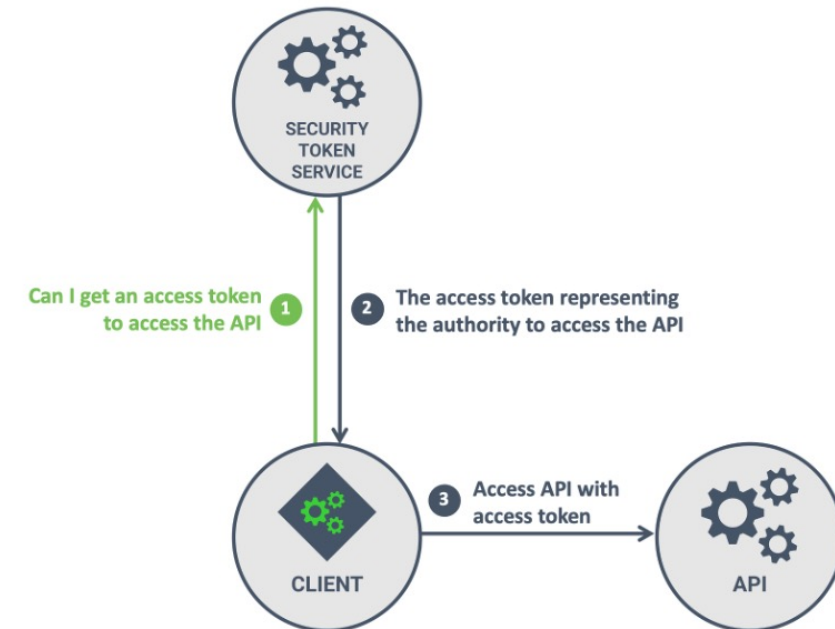 SECURITY
TOKEN
SERVICE
Can I get an access token
to access the API
1
2
The access token representing
the authority to access the API
3
Access API with
access token
CLIENT
API